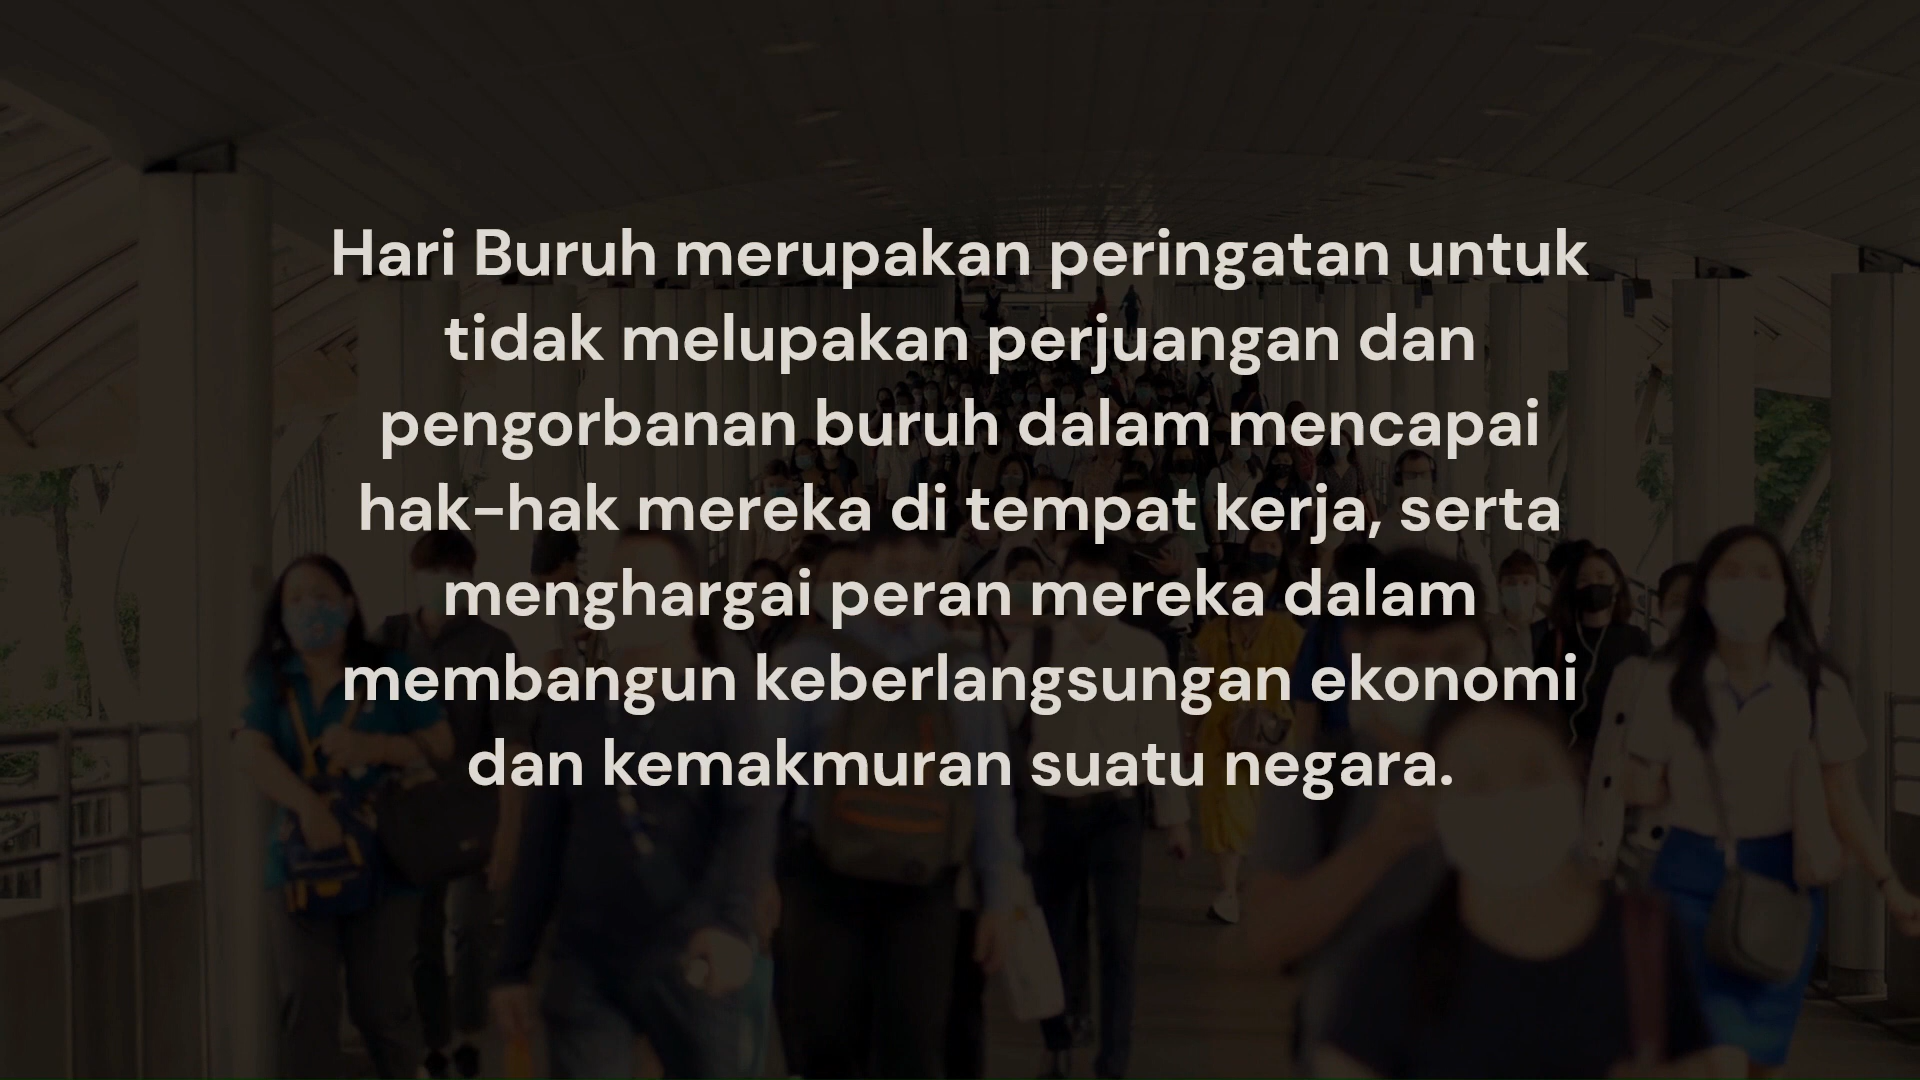 Hari Buruh merupakan peringatan untuk
tidak melupakan perjuangan dan
pengorbanan buruh dalam mencapai
hak-hak mereka di tempat kerja, serta
menghargai peran mereka dalam
membangun keberlangsungan ekonomi
dan kemakmuran suatu negara.